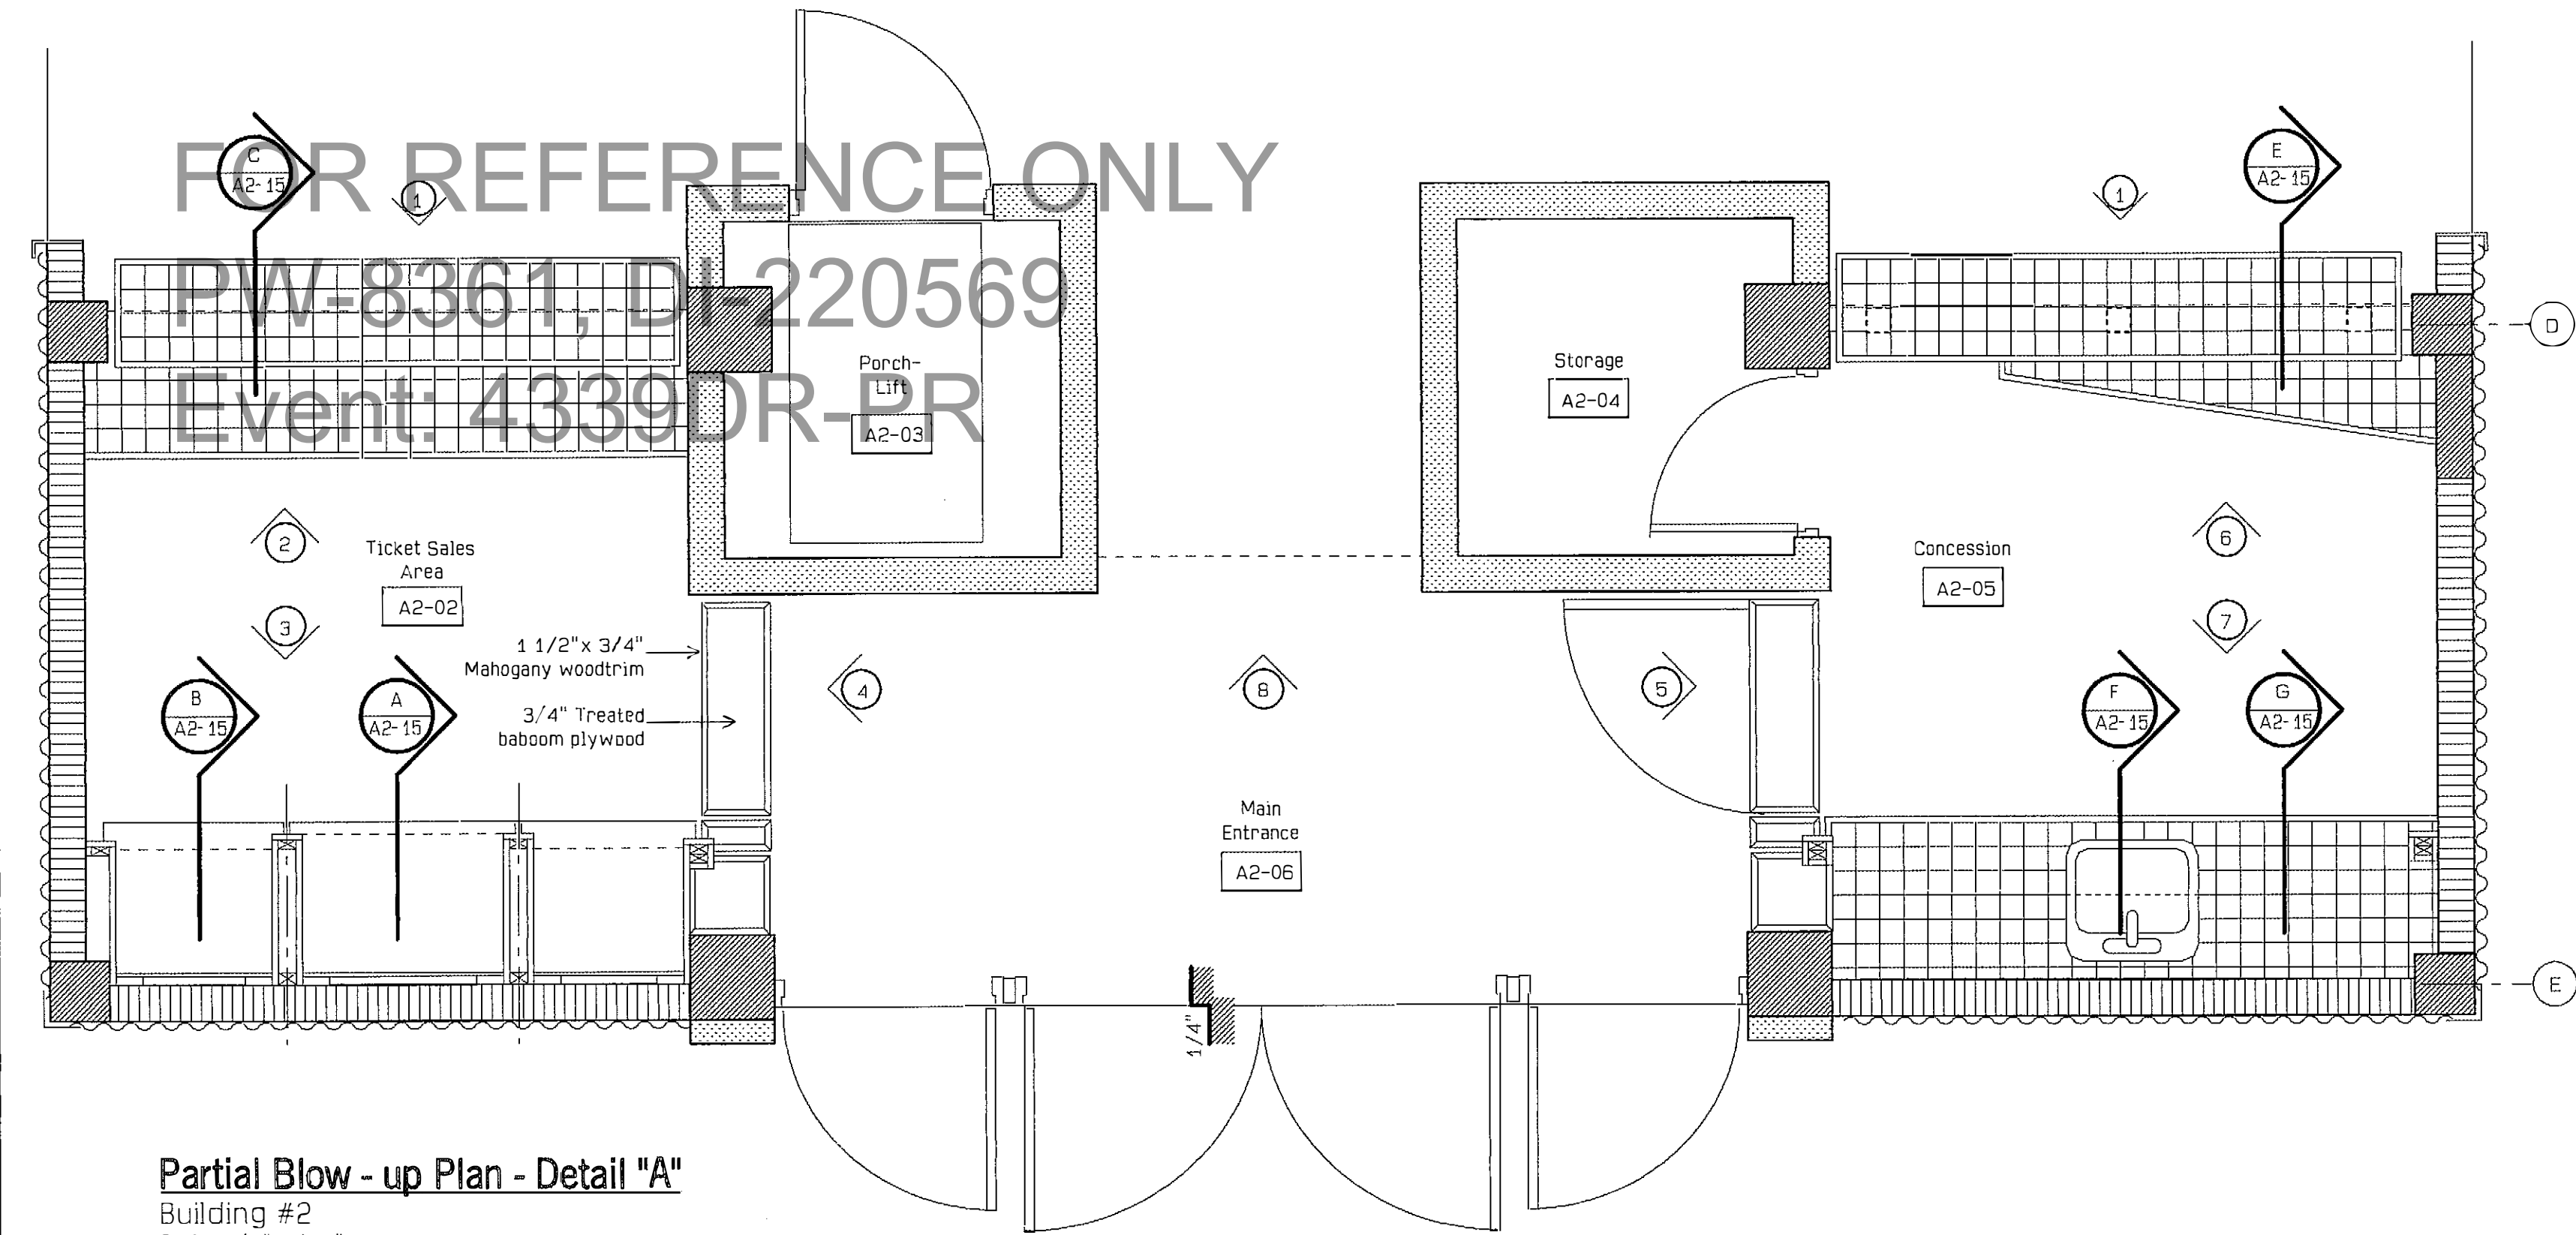 FOR REFERENCE ONLY
PW-8361, DI-220569
Event: 4339DR-PR
C
A2-15
1
1
E
A2-15
D
Porch-
Lift
A2-03
Storage
A2-04
2
Ticket Sales
Area
A2-02
3
Concession
A2-05
6
7
1 1/2"x 3/4"
Mahogany woodtrim
3/4" Treated
baboom plywood
B
A2-15
A
A2-15
4
8
5
F
A2-15
G
A2-15
Main
Entrance
A2-06
E
1/4"
Partial Blow - up Plan - Detail "A"
Building #2